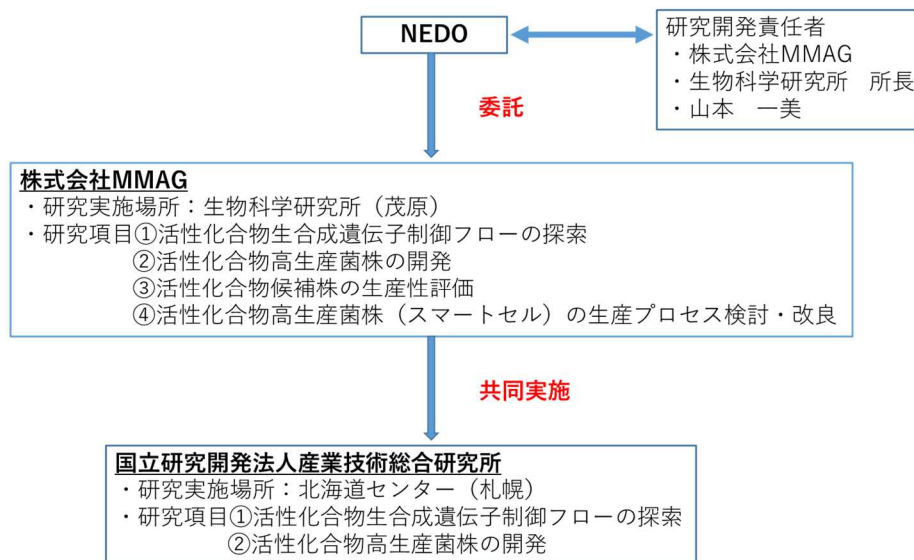 NEDO
研究開発責任者
・株式会社MMAG
・生物科学研究所　所長
・山本　一美
委託
株式会社MMAG
・研究実施場所：生物科学研究所（茂原）
・研究項目①活性化合物生合成遺伝子制御フローの探索
②活性化合物高生産菌株の開発
③活性化合物候補株の生産性評価
④活性化合物高生産菌株（スマートセル）の生産プロセス検討・改良
共同実施
国立研究開発法人産業技術総合研究所
・研究実施場所：北海道センター（札幌）
・研究項目①活性化合物生合成遺伝子制御フローの探索
②活性化合物高生産菌株の開発